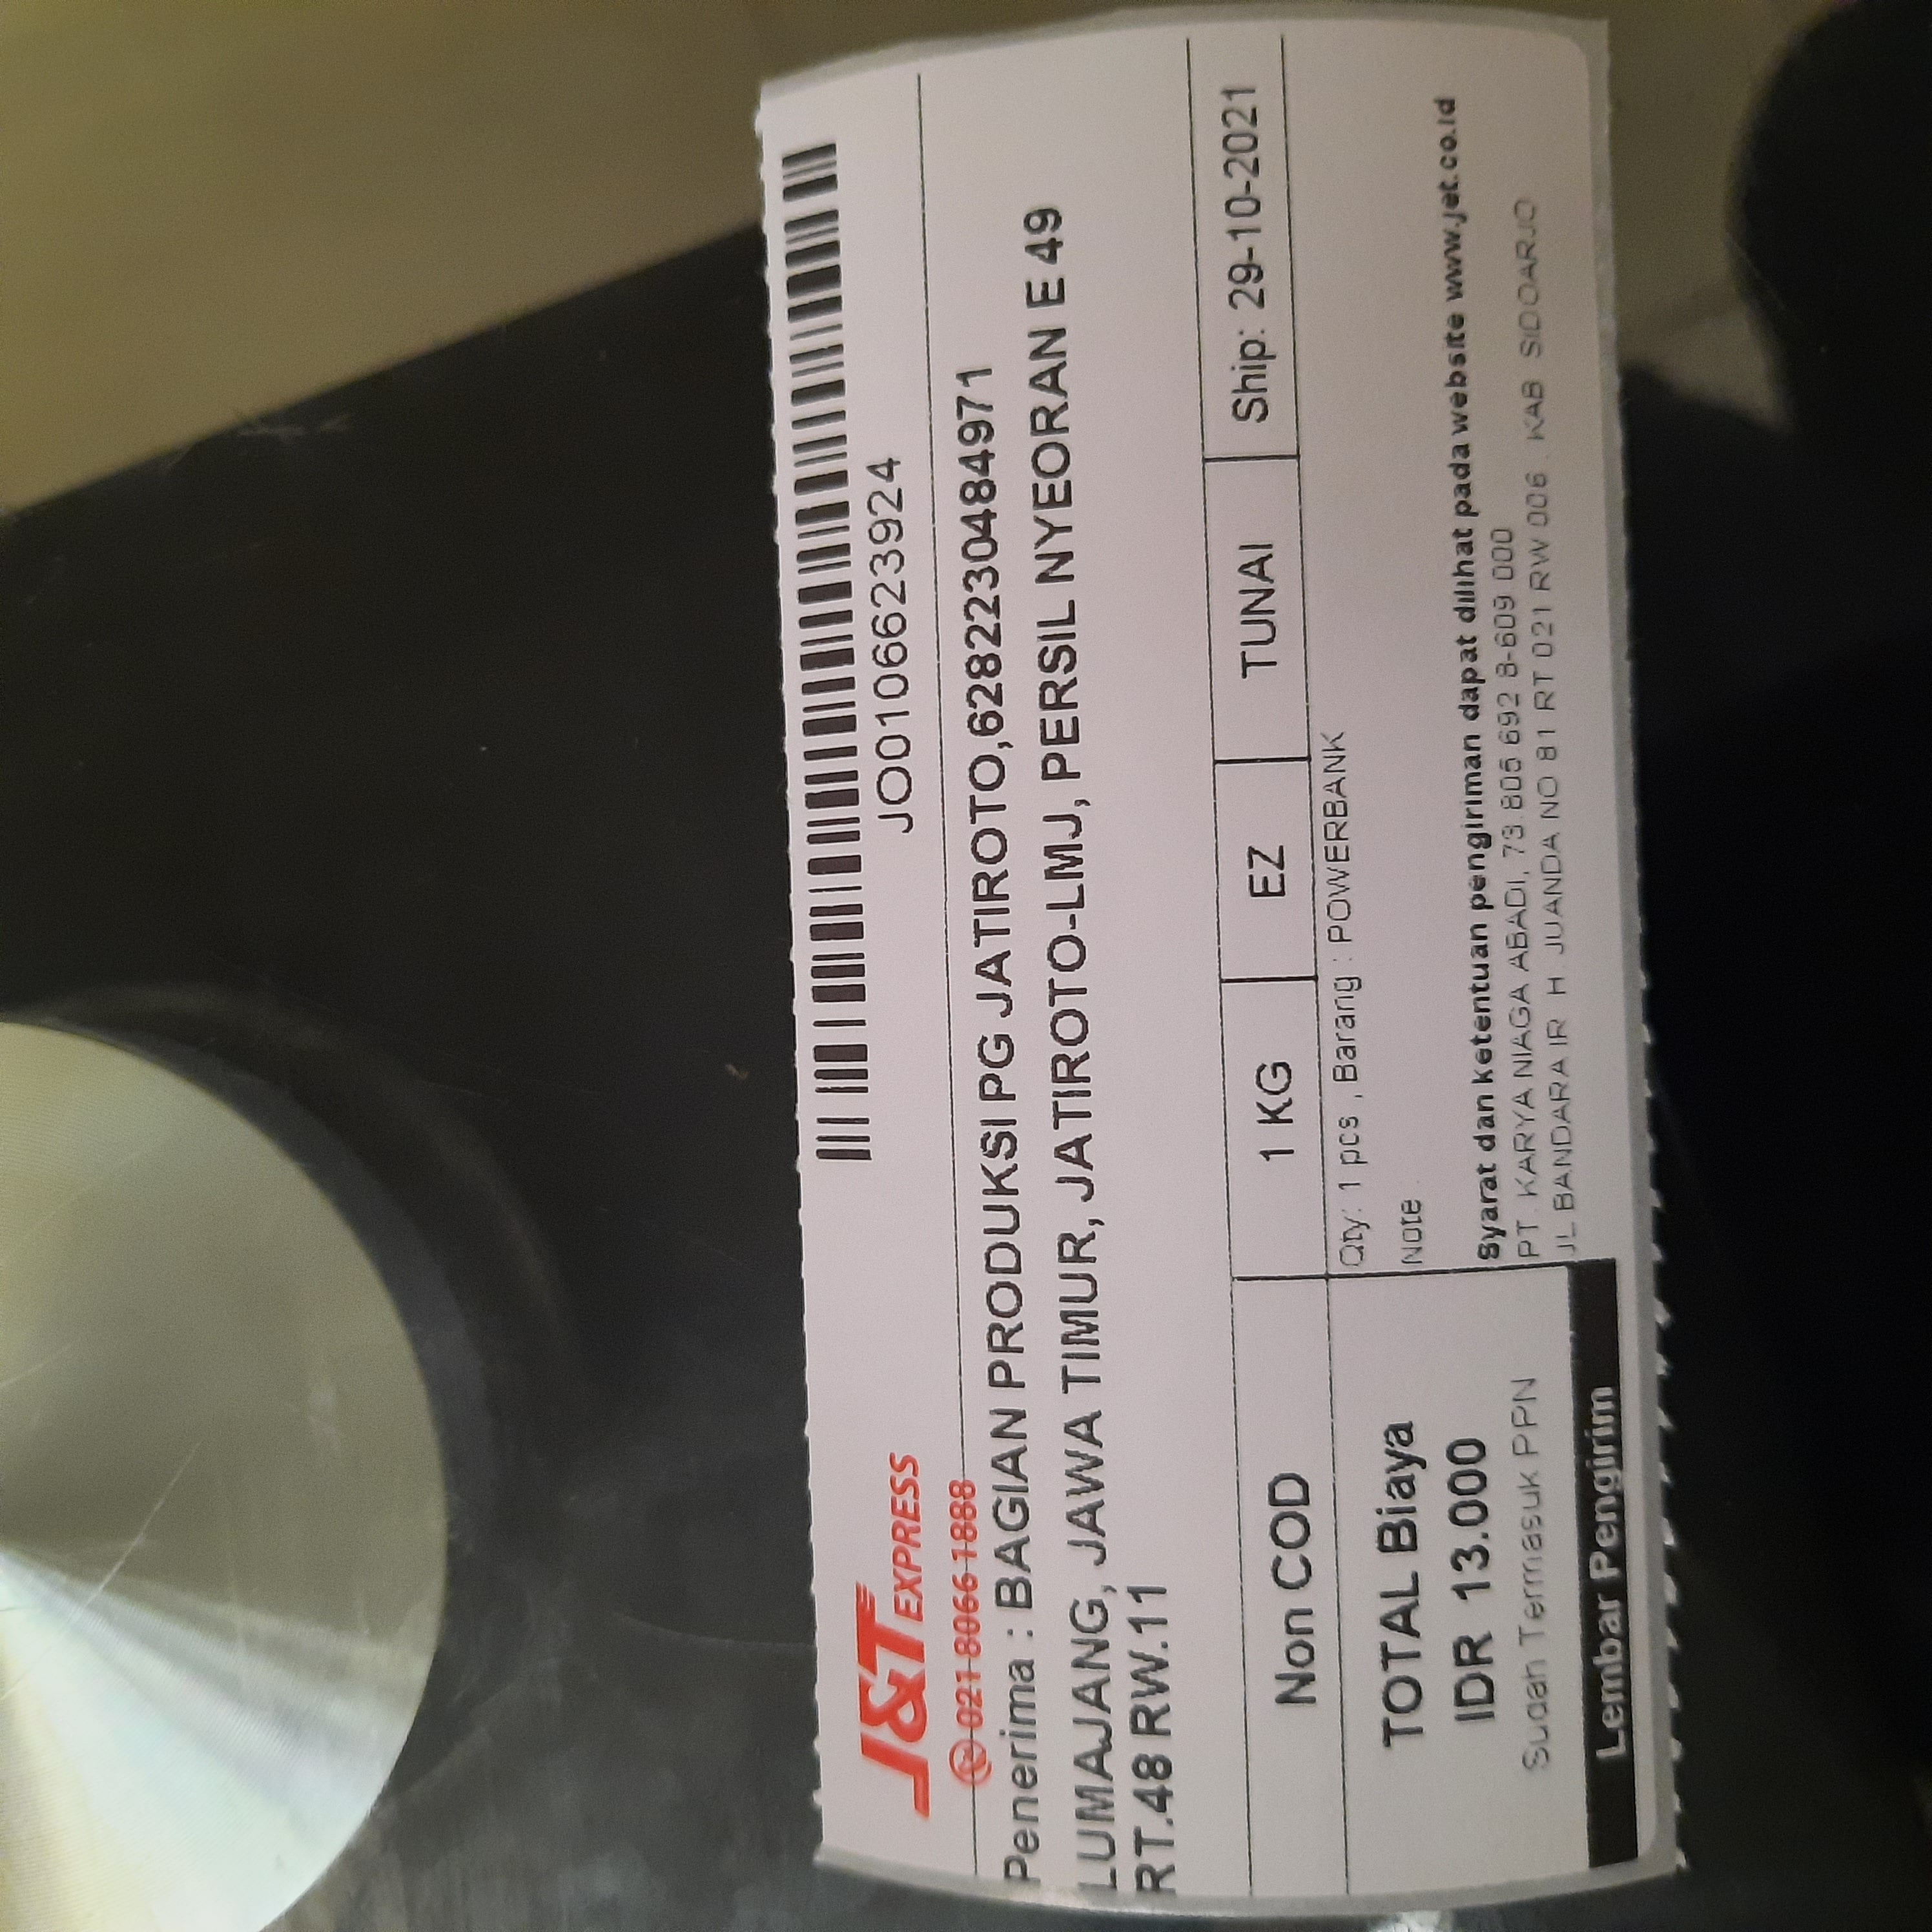 J&T EXPRESS
JO0106623924
021 8066 1888
Penerima : BAGIAN PRODUKSI PG JATIROTO,6282230484971
LUMAJANG, JAWA TIMUR, JATIROTO-LMJ, PERSIL NYEORAN E 49
RT.48 RW.11
Non COD
1 KG
EZ
TUNAI
Ship: 29-10-2021
Qty: 1 pcs , Barang : POWERBANK
Note
TOTAL Biaya
IDR 13.000
Sudah Termasuk PPN
Lembar Pengirim
Syarat dan ketentuan pengiriman dapat dilihat pada website www.jet.co.id
PT. KARYA NIAGA ABADI, 73.805.692.8-609.000
JL BANDARA IR. H. JUANDA NO 81 RT 021 RW 006 . KAB. SIDOARJO